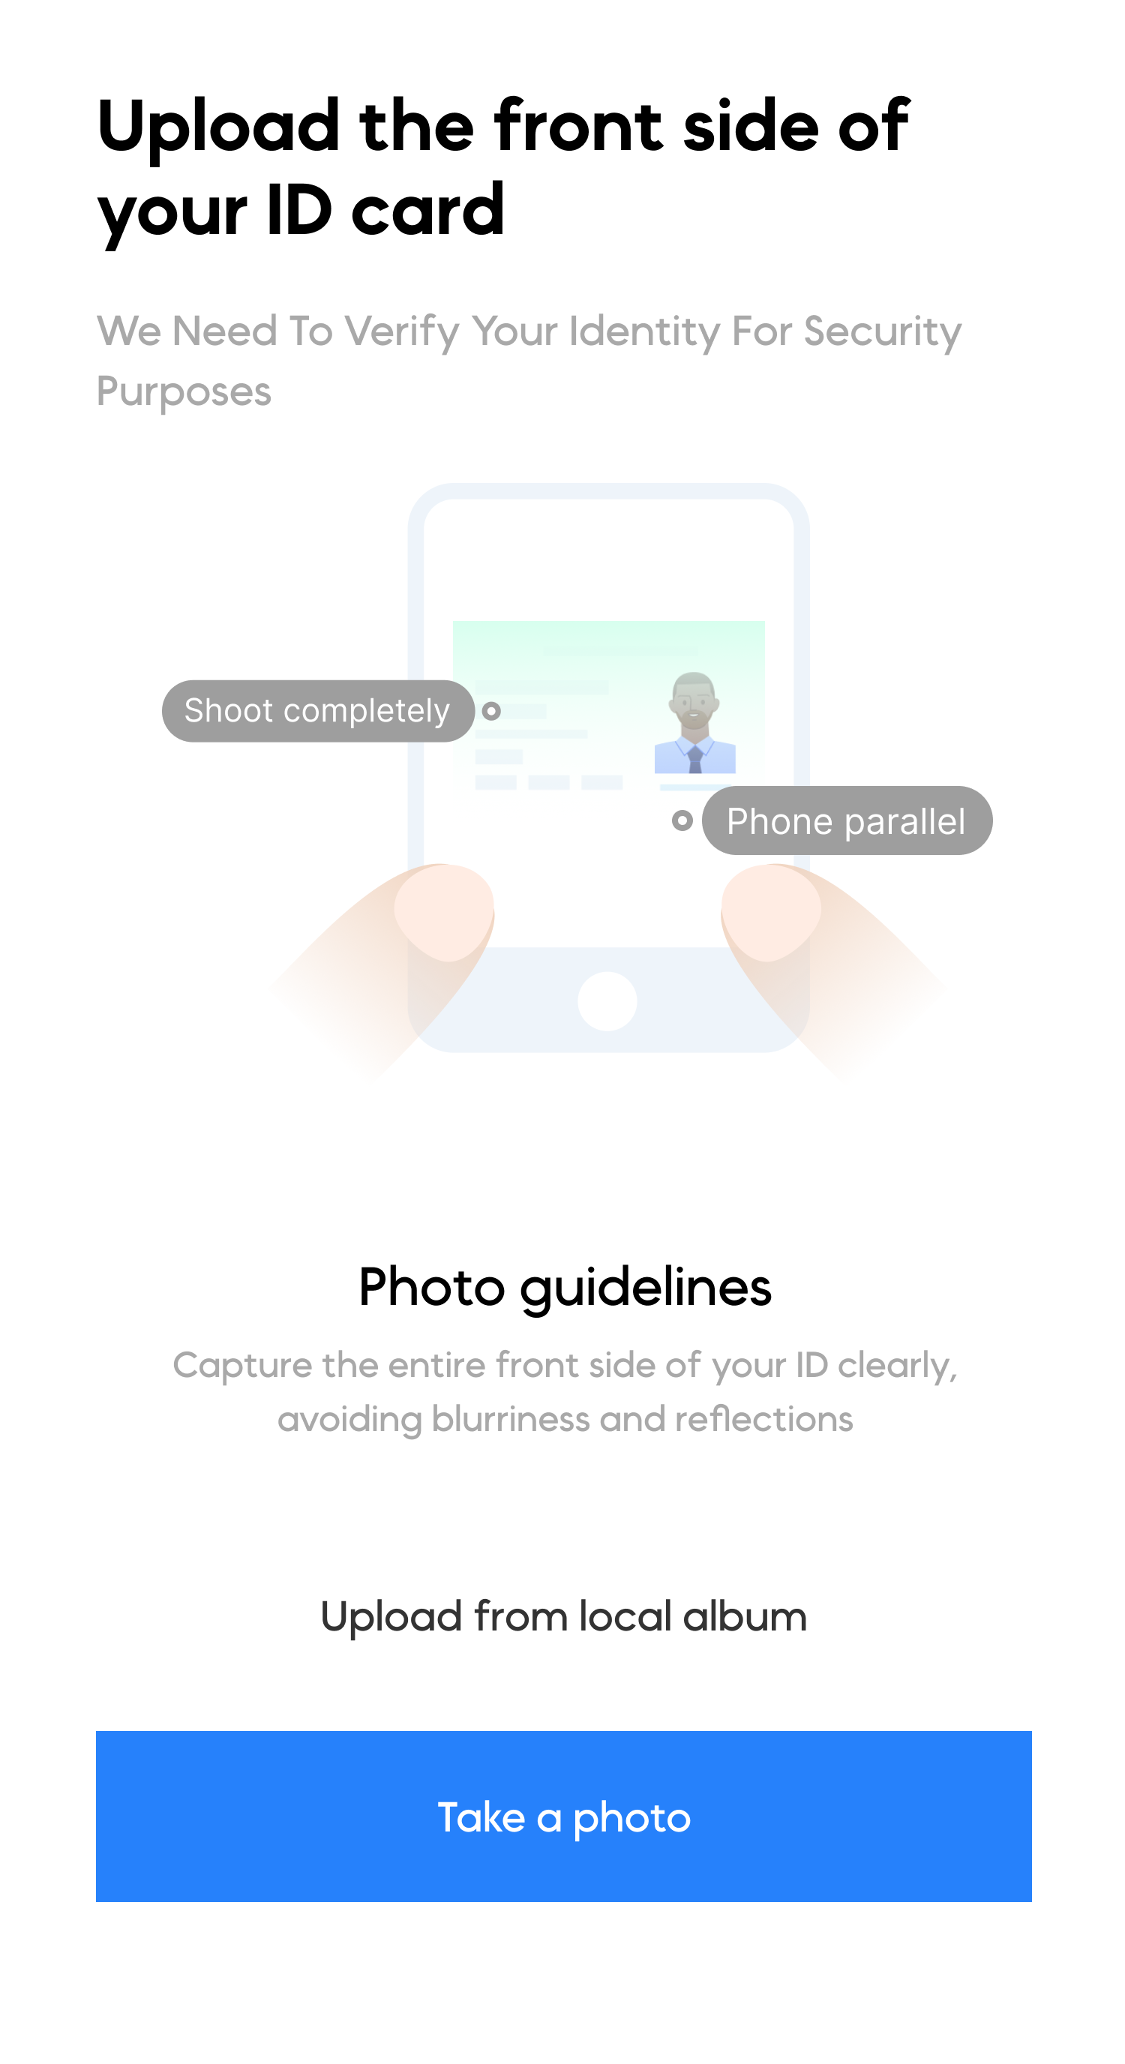 Upload the front side of
your ID card
We Need To Verify Your Identity For Security
Purposes
Shoot completely
Phone parallel
Photo guidelines
Capture the entire front side of your ID clearly,
avoiding blurriness and reflections
Upload from local album
Take a photo